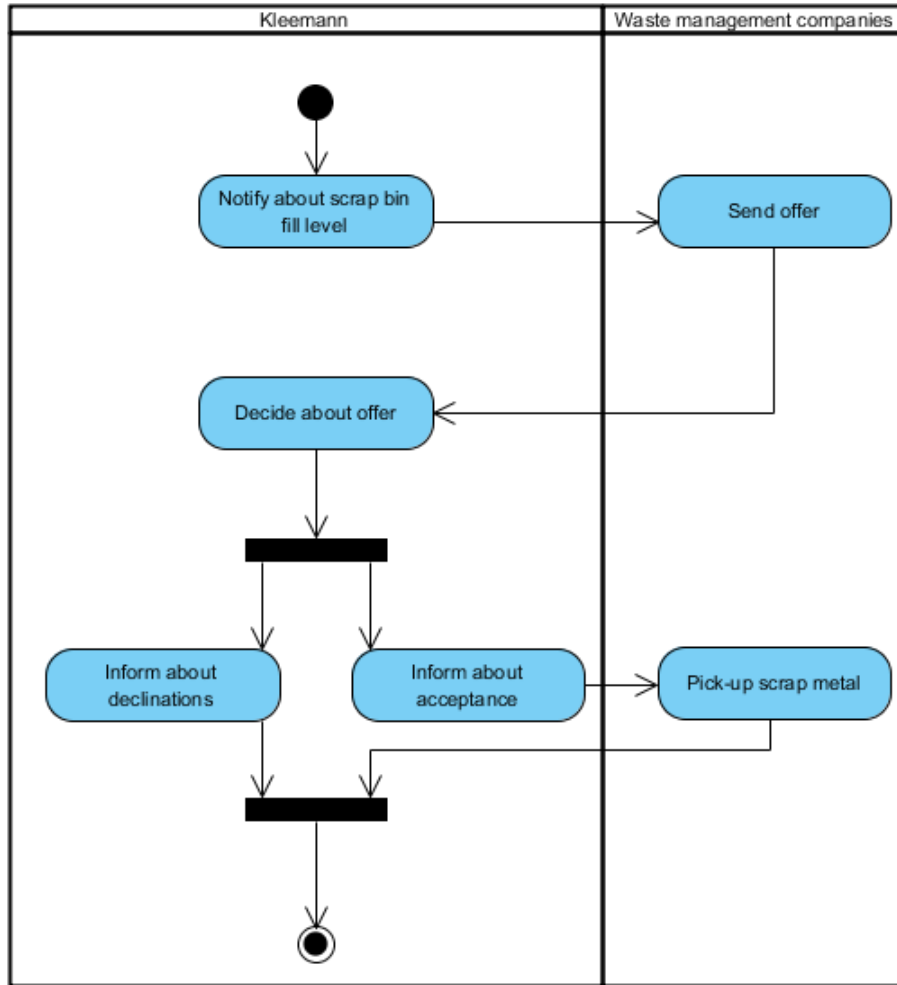 Kleemann
Waste management companies
Notify about scrap bin
fill level
Send offer
Decide about offer
Inform about
declinations
Inform about
acceptance
Pick-up scrap metal